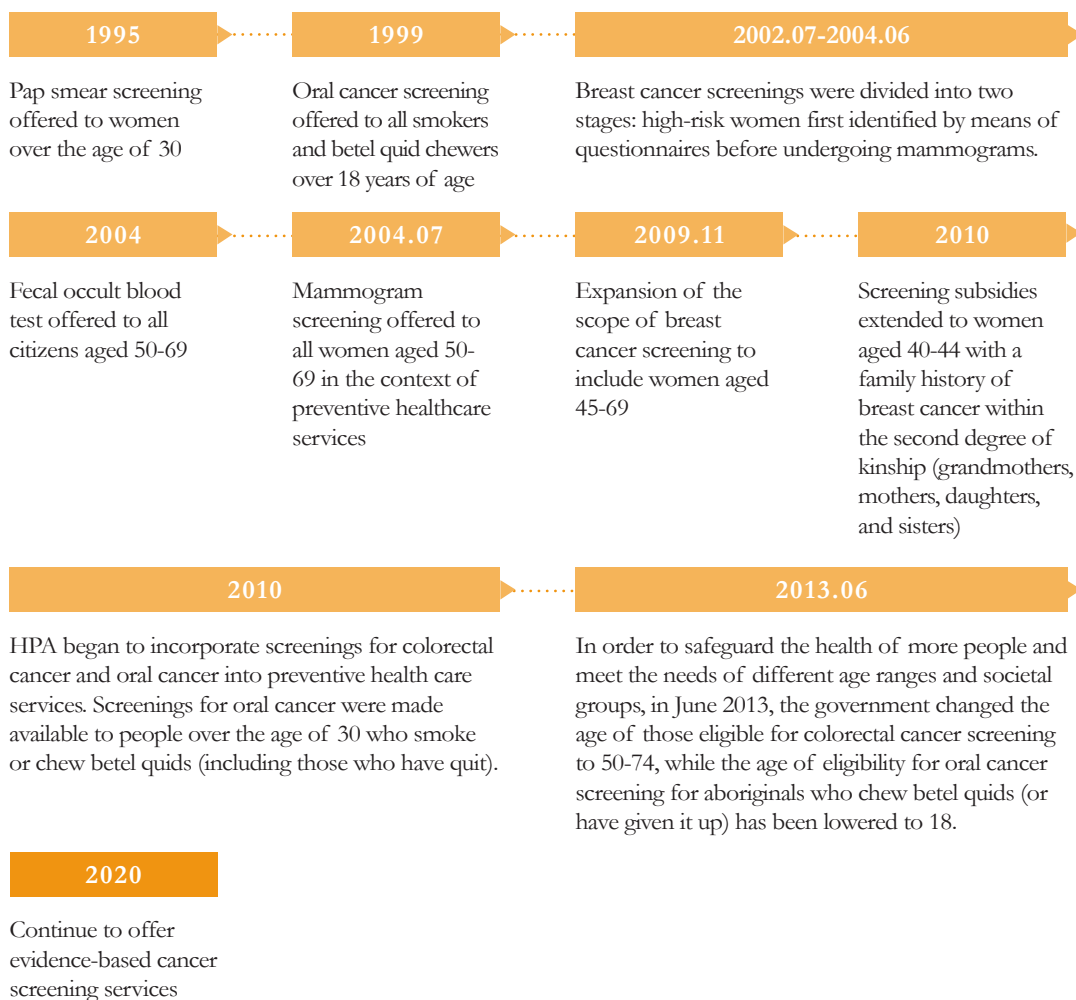 1995
Pap smear screening
offered to women
over the age of 30
1999
Oral cancer screening
offered to all smokers
and betel quid chewers
over 18 years of age
2002.07-2004.06
Breast cancer screenings were divided into two
stages: high-risk women first identified by means of
questionnaires before undergoing mammograms.
2004
Fecal occult blood
test offered to all
citizens aged 50-69
2004.07
Mammogram
screening offered to
all women aged 50-
69 in the context of
preventive healthcare
services
2009.11
Expansion of the
scope of breast
cancer screening to
include women aged
45-69
2010
Screening subsidies
extended to women
aged 40-44 with a
family history of
breast cancer within
the second degree of
kinship (grandmothers,
mothers, daughters,
and sisters)
2010
HPA began to incorporate screenings for colorectal
cancer and oral cancer into preventive health care
services. Screenings for oral cancer were made
available to people over the age of 30 who smoke
or chew betel quids (including those who have quit).
2013.06
In order to safeguard the health of more people and
meet the needs of different age ranges and societal
groups, in June 2013, the government changed the
age of those eligible for colorectal cancer screening
to 50-74, while the age of eligibility for oral cancer
screening for aboriginals who chew betel quids (or
have given it up) has been lowered to 18.
2020
Continue to offer
evidence-based cancer
screening services